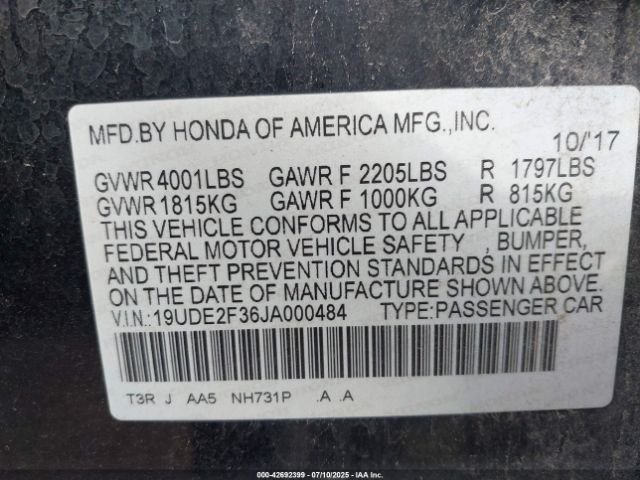 MFD.BY HONDA OF AMERICA MFG.,INC.
10/'17
GVWR 4001LBS GAWR F 2205LBS R 1797LBS
GVWR 1815KG GAWR F 1000KG R 815KG
THIS VEHICLE CONFORMS TO ALL APPLICABLE
FEDERAL MOTOR VEHICLE SAFETY , BUMPER,
AND THEFT PREVENTION STANDARDS IN EFFECT
ON THE DATE OF MANUFACTURE SHOWN ABOVE.
V.I.N.:19UDE2F36JA000484 TYPE:PASSENGER CAR
T3R J AA5 NH731P .A .A
000-42692399 | 07/10/2025 - IAA Inc.